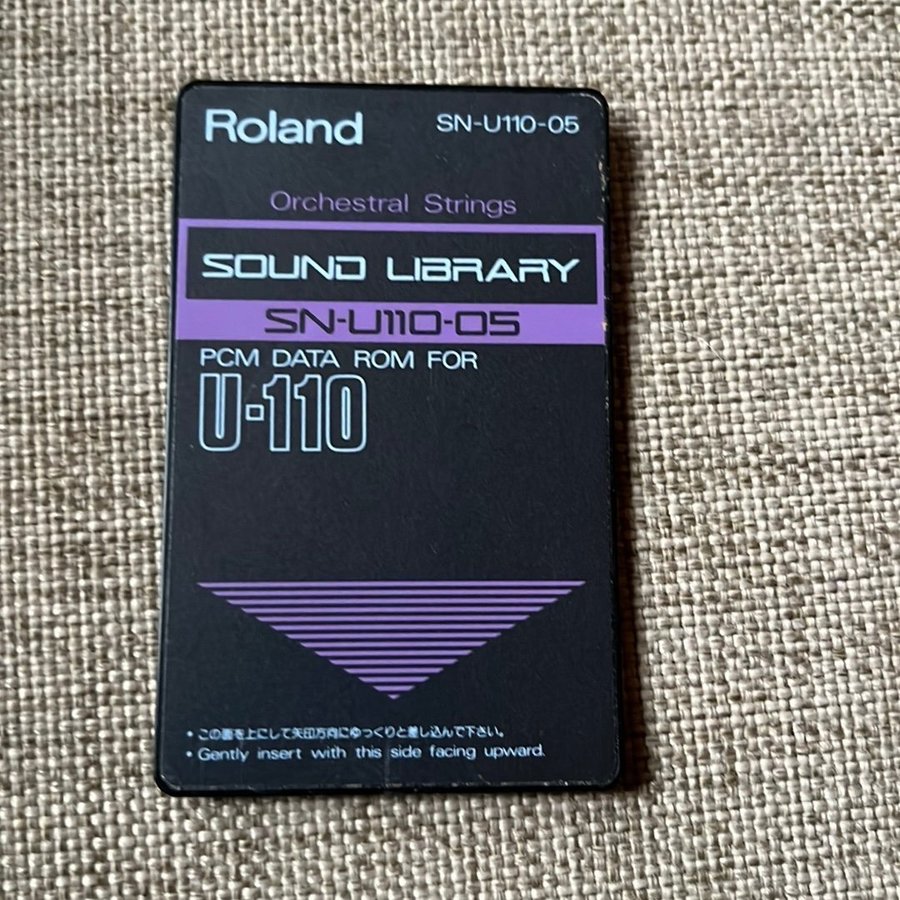 Roland SN-U110-05
Orchestral Strings
SOUND LIBRARY
SN-U110-05
PCM DATA ROM FOR
U-110
• この面を上にして矢印方向にゆっくりと差し込んで下さい。
• Gently insert with this side facing upward.